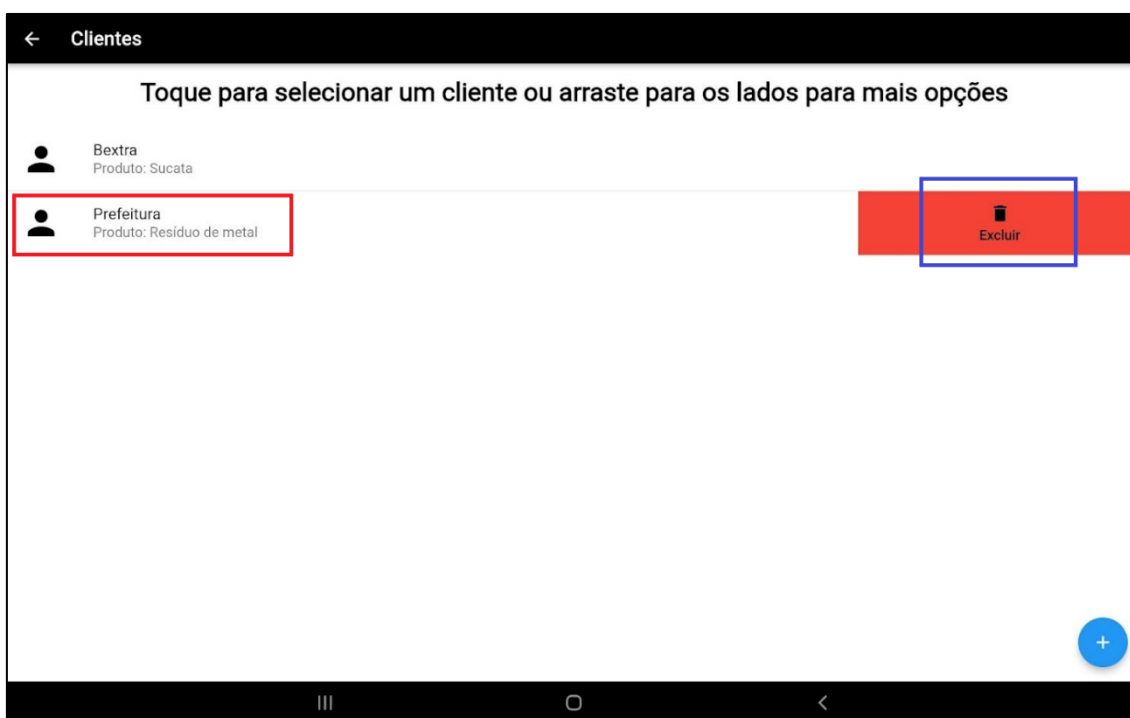 Clientes
Toque para selecionar um cliente ou arraste para os lados para mais opções
Bextra
Produto: Sucata
Prefeitura
Produto: Resíduo de metal
Excluir